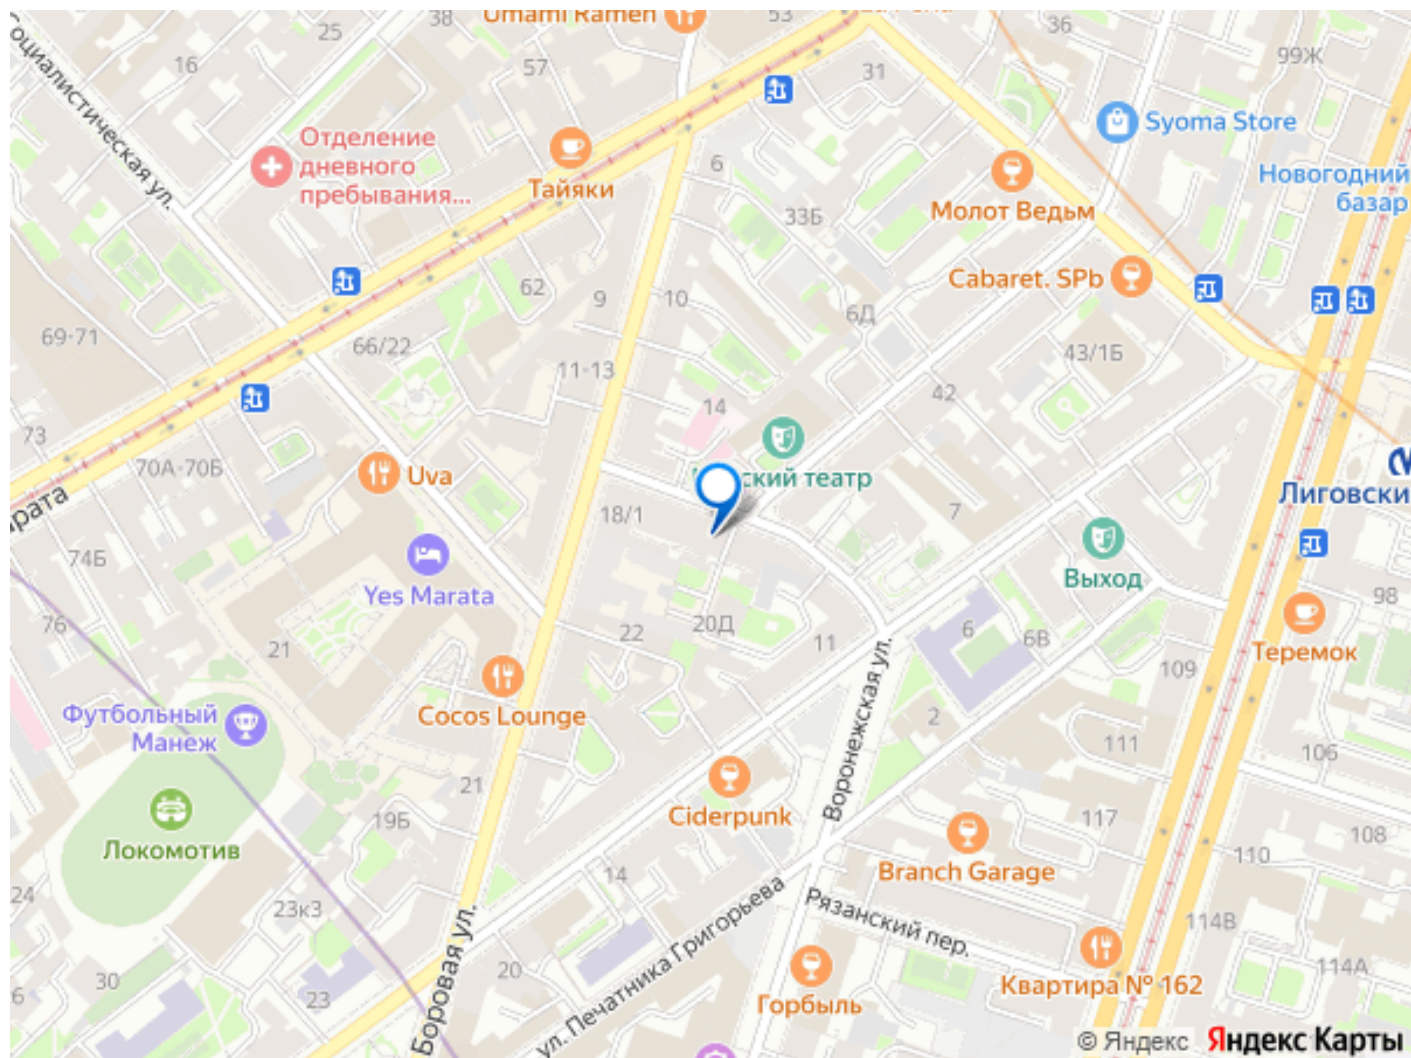 Umami Ramen
53
38
25
36
99Ж
16
57
31
Социалистическая ул.
Отделение
дневного
пребывания...
Тайяки
6
Syoma Store
Молот Ведьм
Новогодний
базар
33Б
Cabaret. SPb
62
9
10
6Д
69-71
66/22
43/1Б
11-13
14
42
73
70А-70Б
Uva
ский театр
Лиговски
18/1
7
74Б
Yes Marata
Выход
98
76
22
20Д
11
6
6В
21
Теремок
109
Cocos Lounge
Футбольный
Манеж
2
111
106
Воронежская ул.
21
Ciderpunk
19Б
117
108
Локомотив
Branch Garage
110
14
24
23к3
Рязанский пер.
114В
Боровая ул.
ул. Печатника Григорьева
20
30
6
23
Горбыль
Квартира № 162
114А
© Яндекс Яндекс Карты